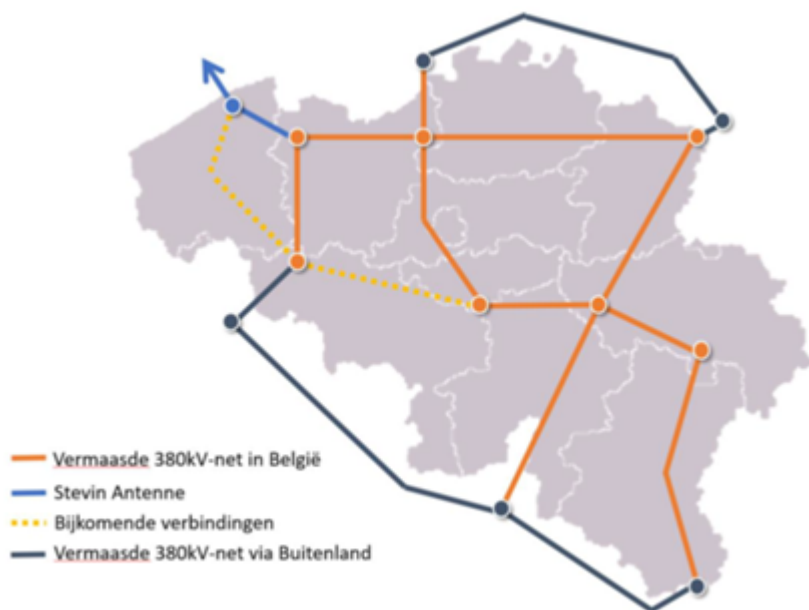 Vermaasde 380kV-net in België
Stevin Antenne
Bijkomende verbindingen
Vermaasde 380kV-net via Buitenland